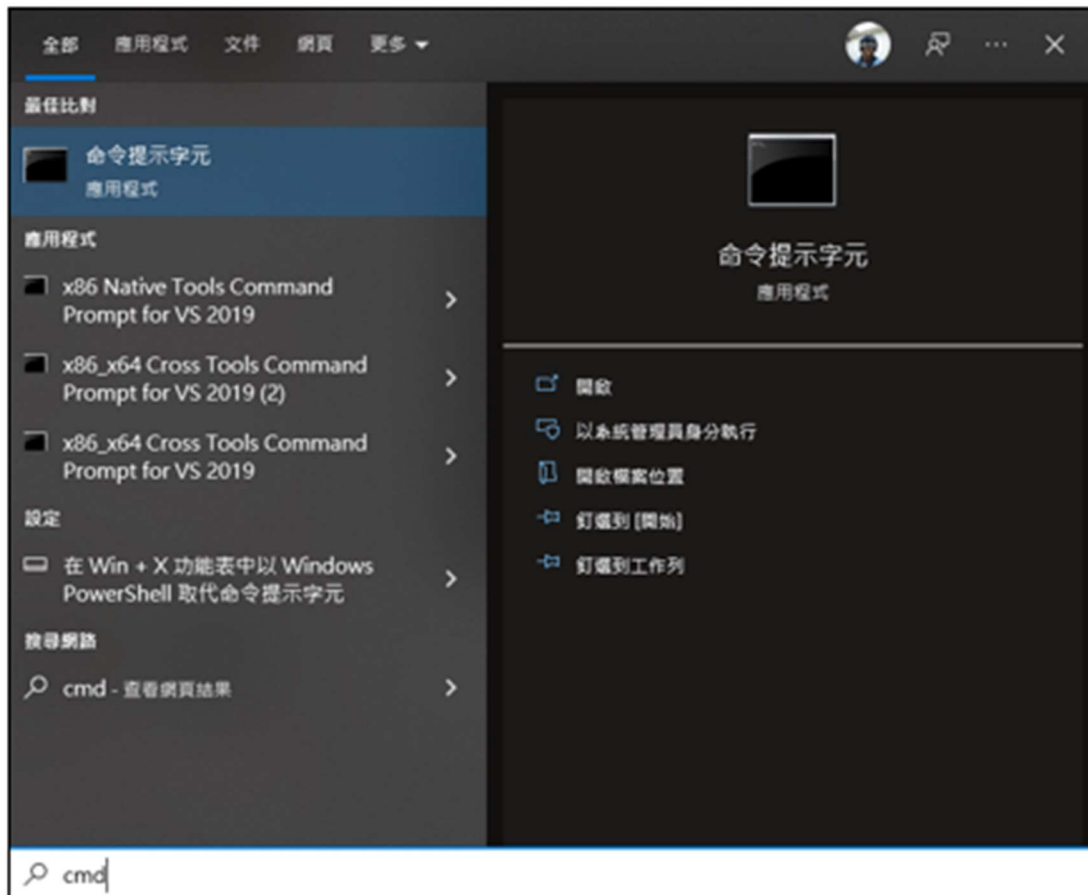 全部 應用程式 文件 網頁 更多
最佳比對
命令提示字元
應用程式
應用程式
x86 Native Tools Command
Prompt for VS 2019
x86_x64 Cross Tools Command
Prompt for VS 2019 (2)
x86_x64 Cross Tools Command
Prompt for VS 2019
設定
在 Win + X 功能表中以 Windows
PowerShell 取代命令提示字元
搜尋網路
cmd - 查看網頁結果
命令提示字元
應用程式
開啟
以系統管理員身分執行
開啟檔案位置
釘選到 [開始]
釘選到工作列
cmd